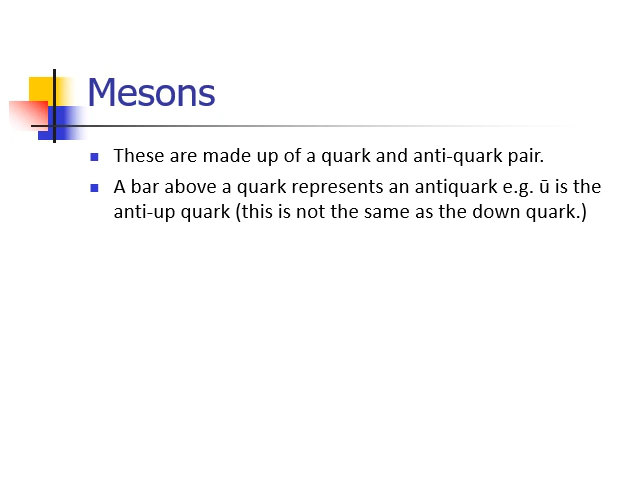 Mesons
These are made up of a quark and anti-quark pair.
A bar above a quark represents an antiquark e.g. ū is the
anti-up quark (this is not the same as the down quark.)